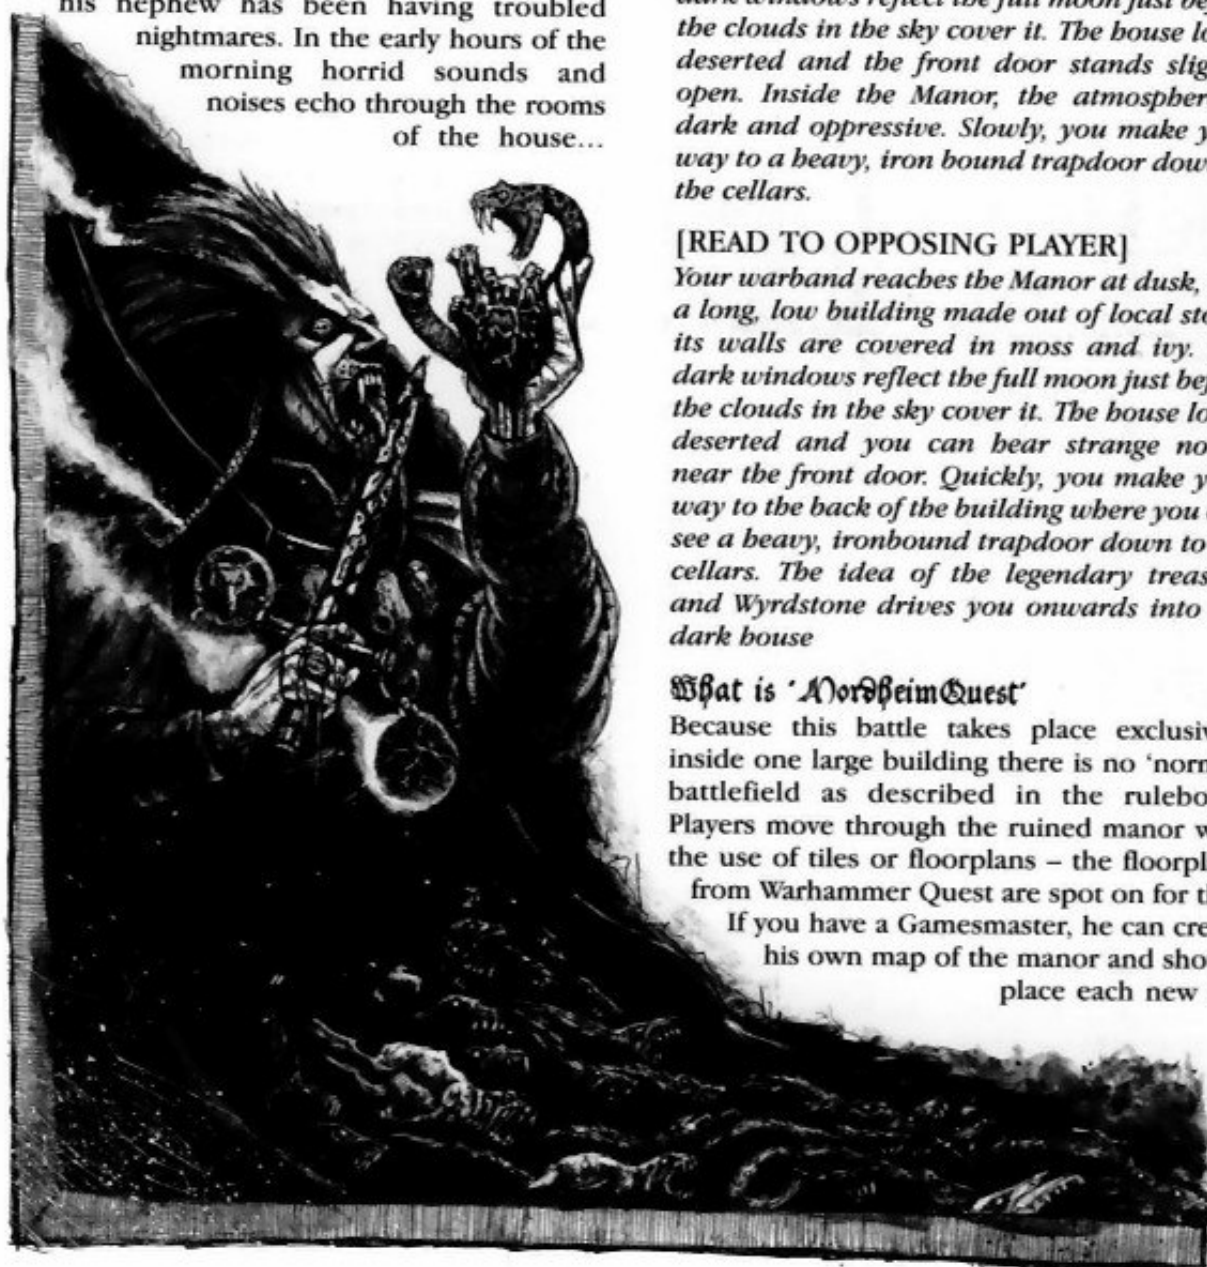 his nephew has been having troubled
nightmares. In the early hours of the
morning horrid sounds and
noises echo through the rooms
of the house...
dark windows reflect the full moon just be
the clouds in the sky cover it. The house lo
deserted and the front door stands slig
open. Inside the Manor, the atmospher
dark and oppressive. Slowly, you make y
way to a heavy, iron bound trapdoor dow
the cellars.
[READ TO OPPOSING PLAYER]
Your warband reaches the Manor at dusk,
a long, low building made out of local sto
its walls are covered in moss and ivy.
dark windows reflect the full moon just bef
the clouds in the sky cover it. The house lo
deserted and you can hear strange no
near the front door. Quickly, you make y
way to the back of the building where you
see a heavy, ironbound trapdoor down to
cellars. The idea of the legendary treas
and Wyrdstone drives you onwards into
dark house
What is 'MordheimQuest'
Because this battle takes place exclusiv
inside one large building there is no 'norm
battlefield as described in the rulebo
Players move through the ruined manor w
the use of tiles or floorplans – the floorpl
from Warhammer Quest are spot on for th
If you have a Gamesmaster, he can cre
his own map of the manor and sho
place each new